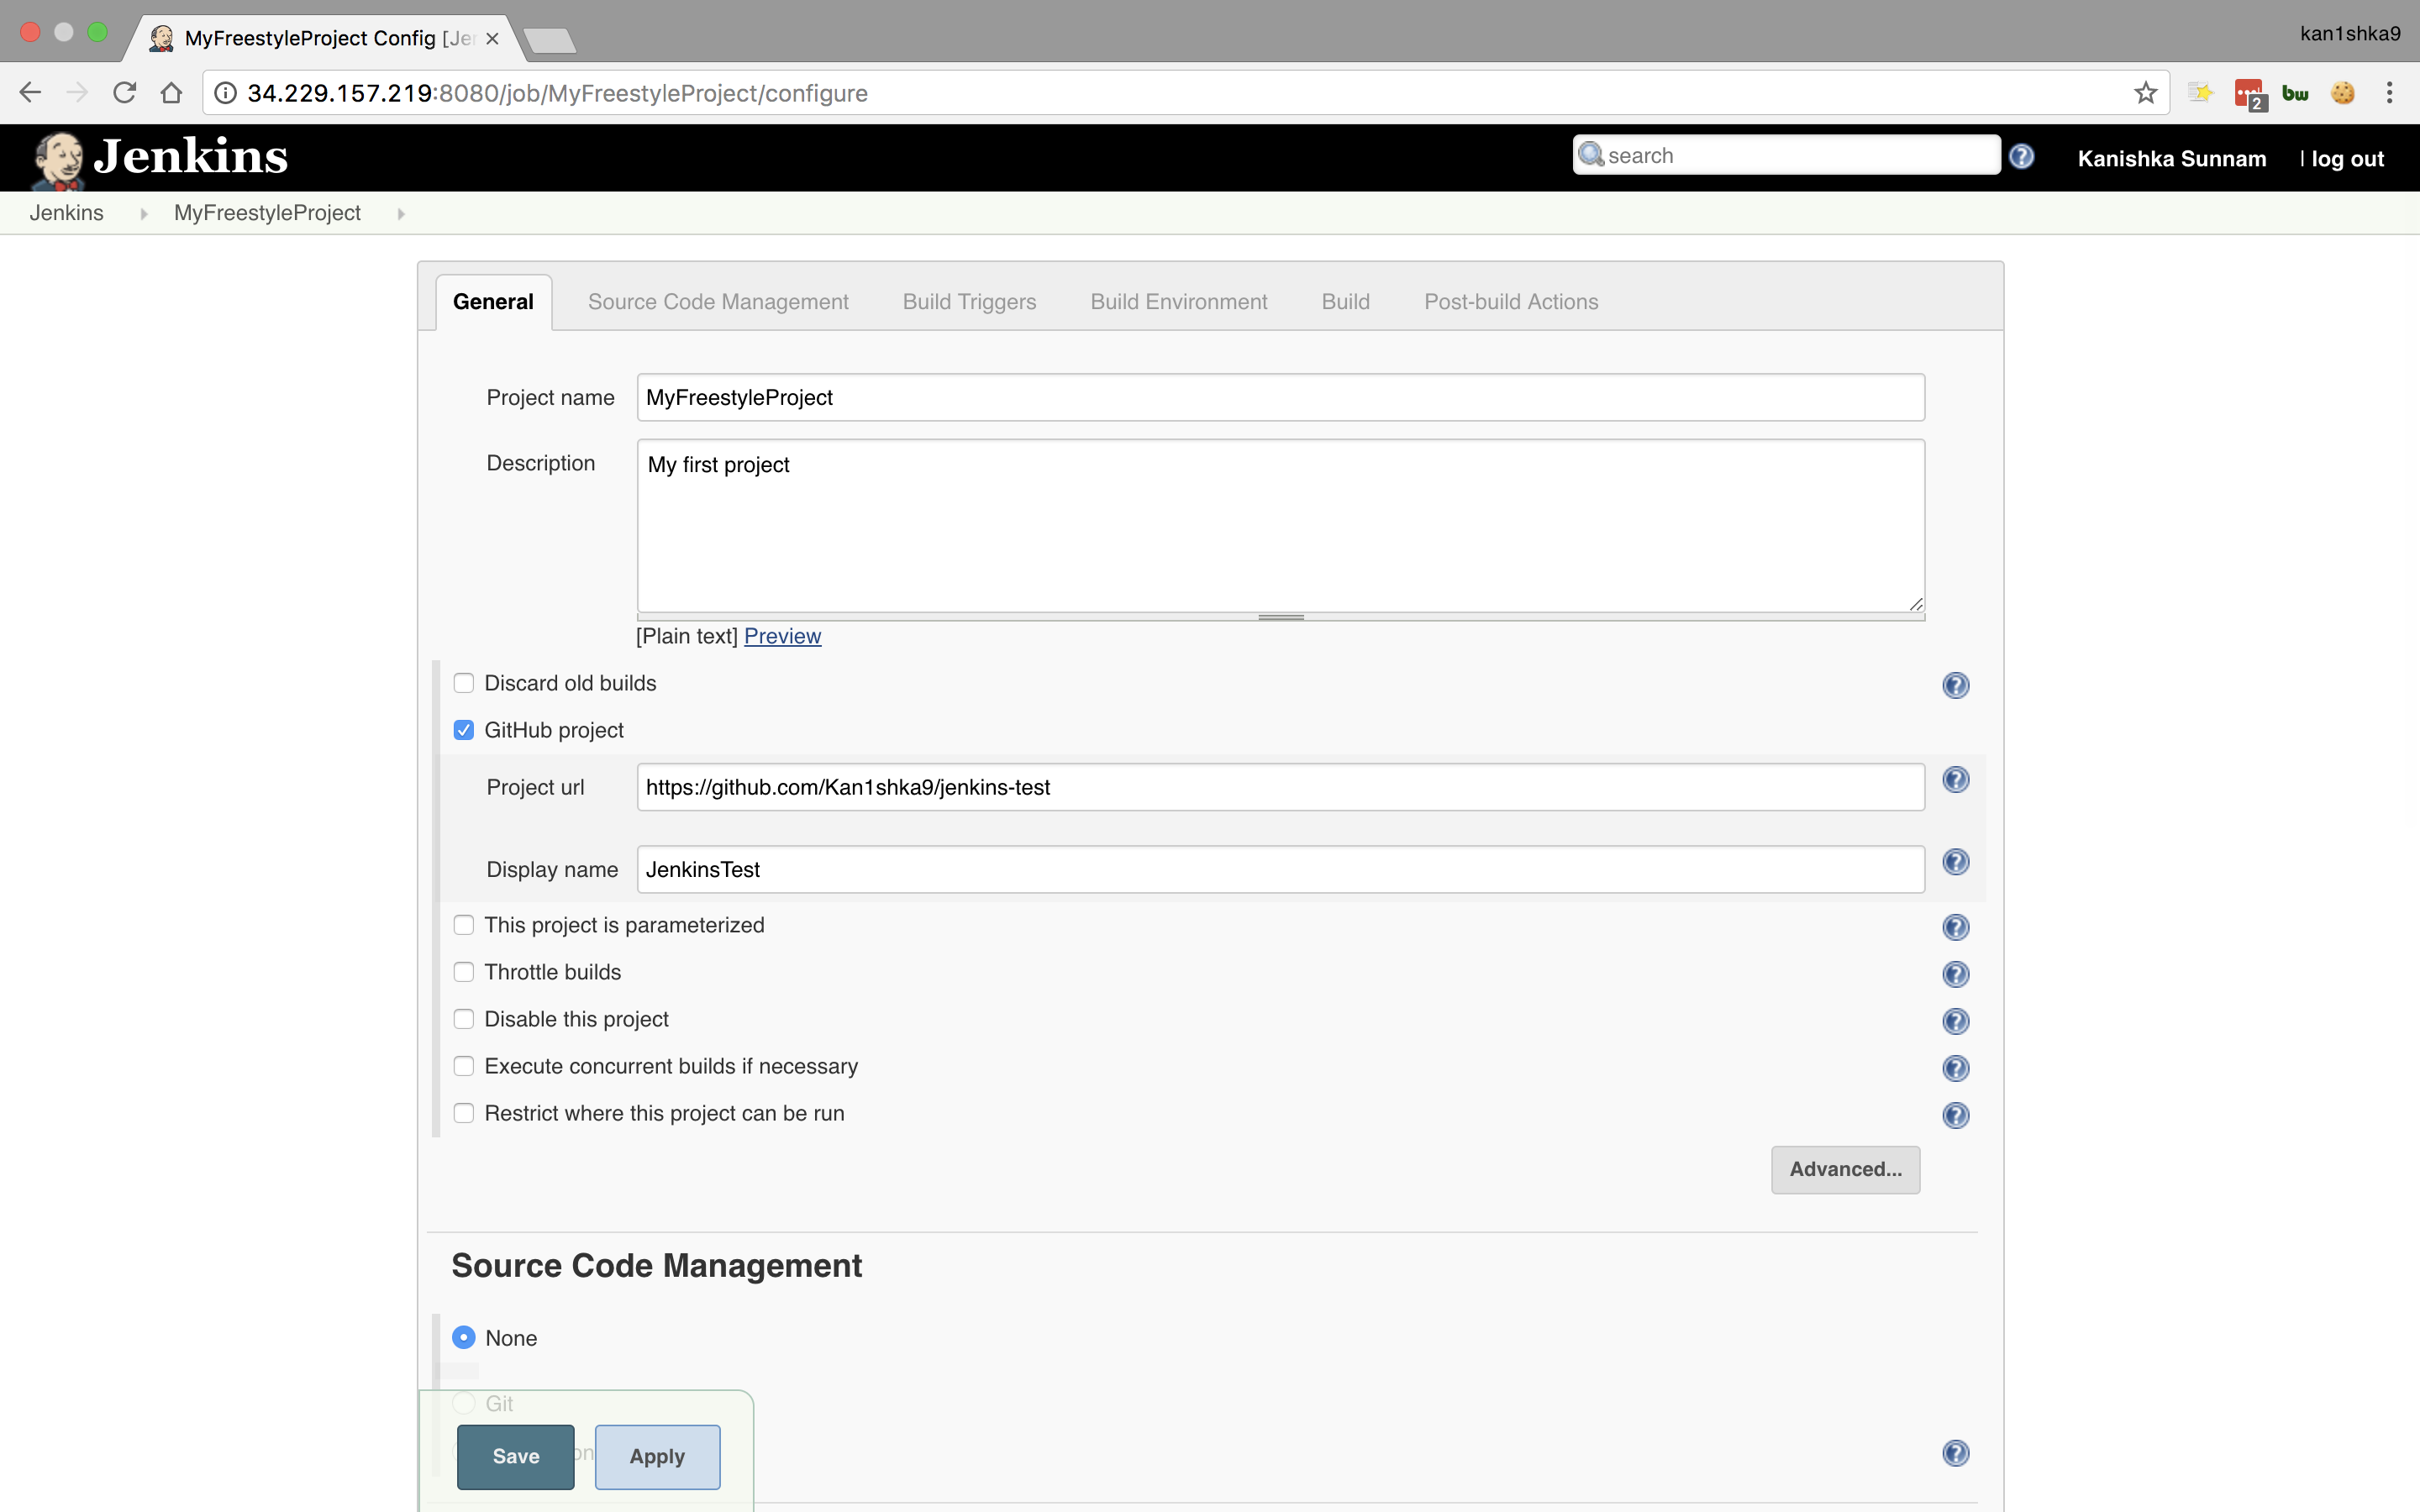 MyFreestyleProject Config [Je
kan1shka9
34.229.157.219:8080/job/MyFreestyleProject/configure
2
bw
Jenkins
search
Kanishka Sunnam
| log out
Jenkins
MyFreestyleProject
General
Source Code Management
Build Triggers
Build Environment
Build
Post-build Actions
Project name
MyFreestyleProject
Description
My first project
[Plain text] Preview
Discard old builds
GitHub project
Project url
https://github.com/Kan1shka9/jenkins-test
Display name
JenkinsTest
This project is parameterized
Throttle builds
Disable this project
Execute concurrent builds if necessary
Restrict where this project can be run
Advanced...
Source Code Management
None
Git
Save
Apply